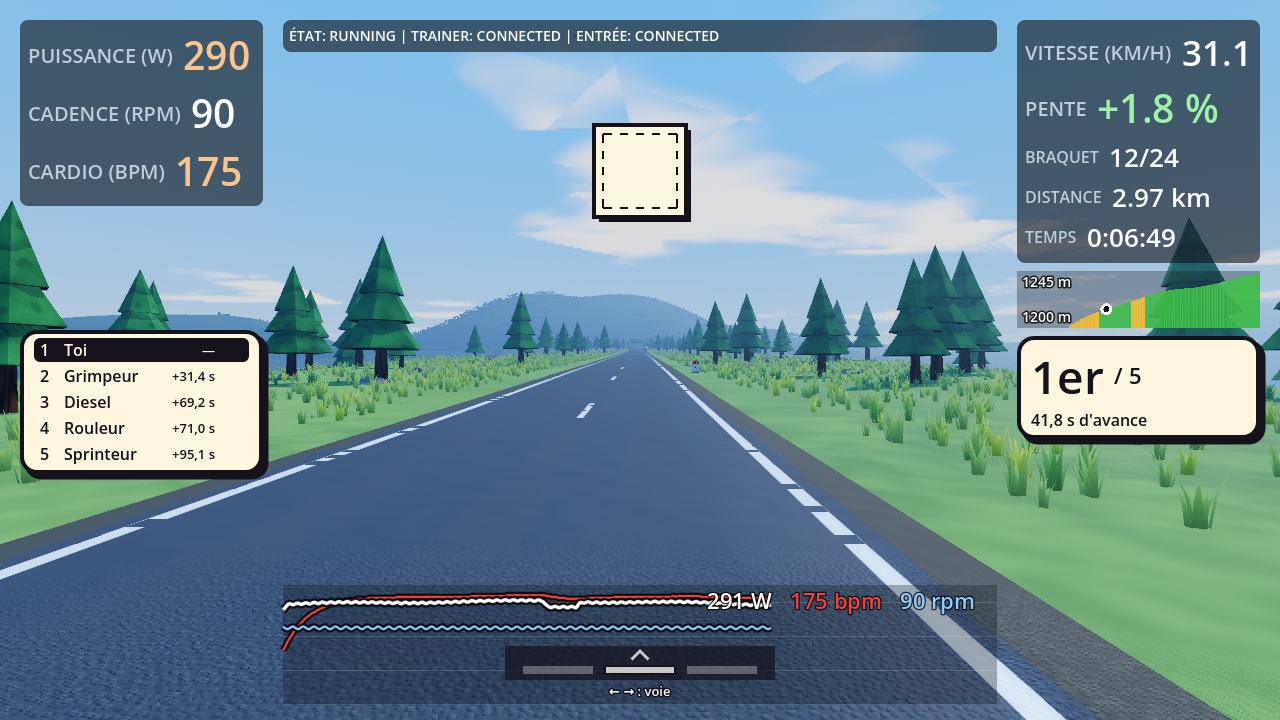 PUISSANCE (W) 290
CADENCE (RPM) 90
CARDIO (BPM) 175
ÉTAT: RUNNING | TRAINER: CONNECTED | ENTRÉE: CONNECTED
VITESSE (KM/H) 31.1
PENTE +1.8 %
BRAQUET 12/24
DISTANCE 2.97 km
TEMPS 0:06:49
1245 m
1200 m
1 Toi —
2 Grimpeur +31,4 s
3 Diesel +69,2 s
4 Rouleur +71,0 s
5 Sprinteur +95,1 s
1er / 5
41,8 s d'avance
291 W 175 bpm 90 rpm
← → : voie